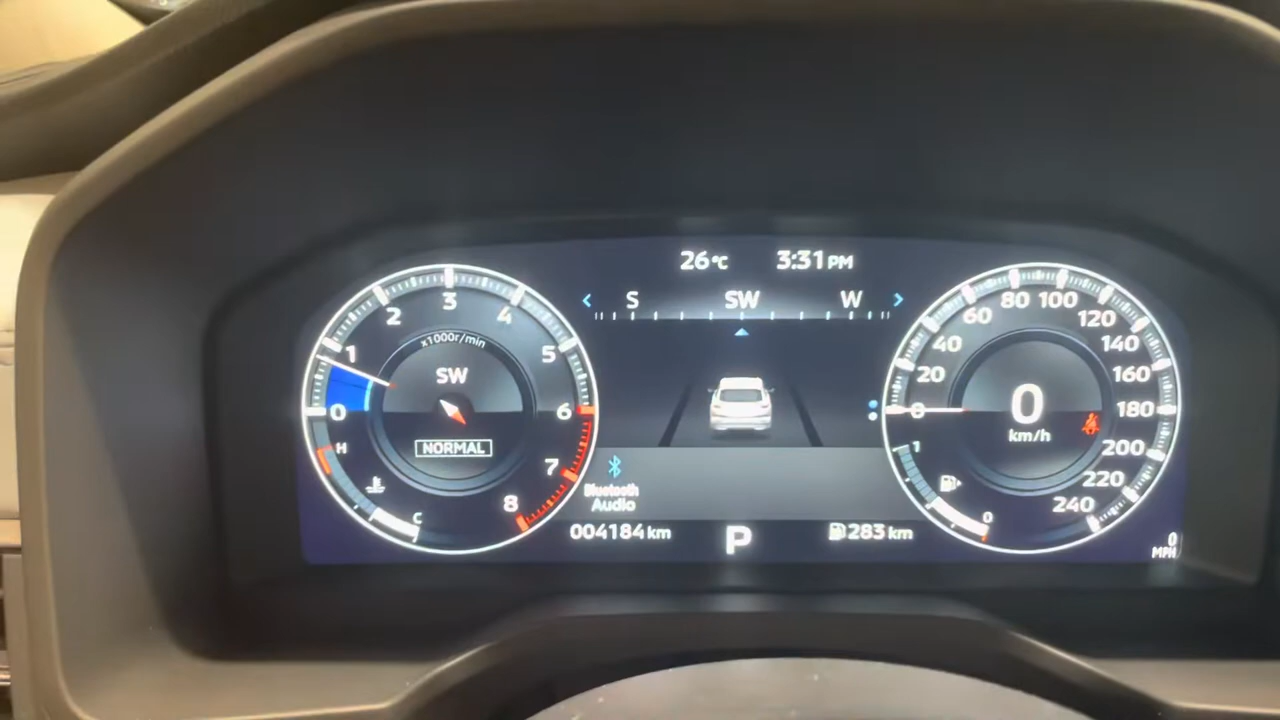 26°C 3:31 PM
S SW W
0 1 2 3 4 5 6 7 8
x1000r/min
SW
NORMAL
H
C
0 20 40 60 80 100 120 140 160 180 200 220 240
0
km/h
1
0
Bluetooth
Audio
004184 km P 283 km
0
MPH